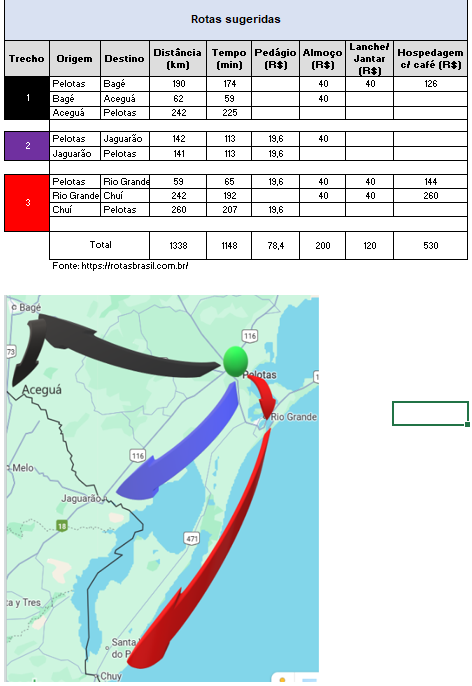 Rotas sugeridas
Trecho Origem Destino Distância (km) Tempo (min) Pedágio (R$) Almoço (R$) Lanche/ Jantar (R$) Hospedagem c/ café (R$)
1 Pelotas Bagé 190 174 40 40 126
Bagé Aceguá 62 59 40
Aceguá Pelotas 242 225
2 Pelotas Jaguarão 142 113 19,6 40
Jaguarão Pelotas 141 113 19,6
3 Pelotas Rio Grande 59 65 19,6 40 40 144
Rio Grande Chuí 242 192 40 40 260
Chuí Pelotas 260 207 19,6
Total 1338 1148 78,4 200 120 530
Fonte: https://rotasbrasil.com.br/
Bagé
116
73
Pelotas
Aceguá
Rio Grande
116
Melo
Jaguarão
18
471
ta y Tres
Santa
do P
Chuy